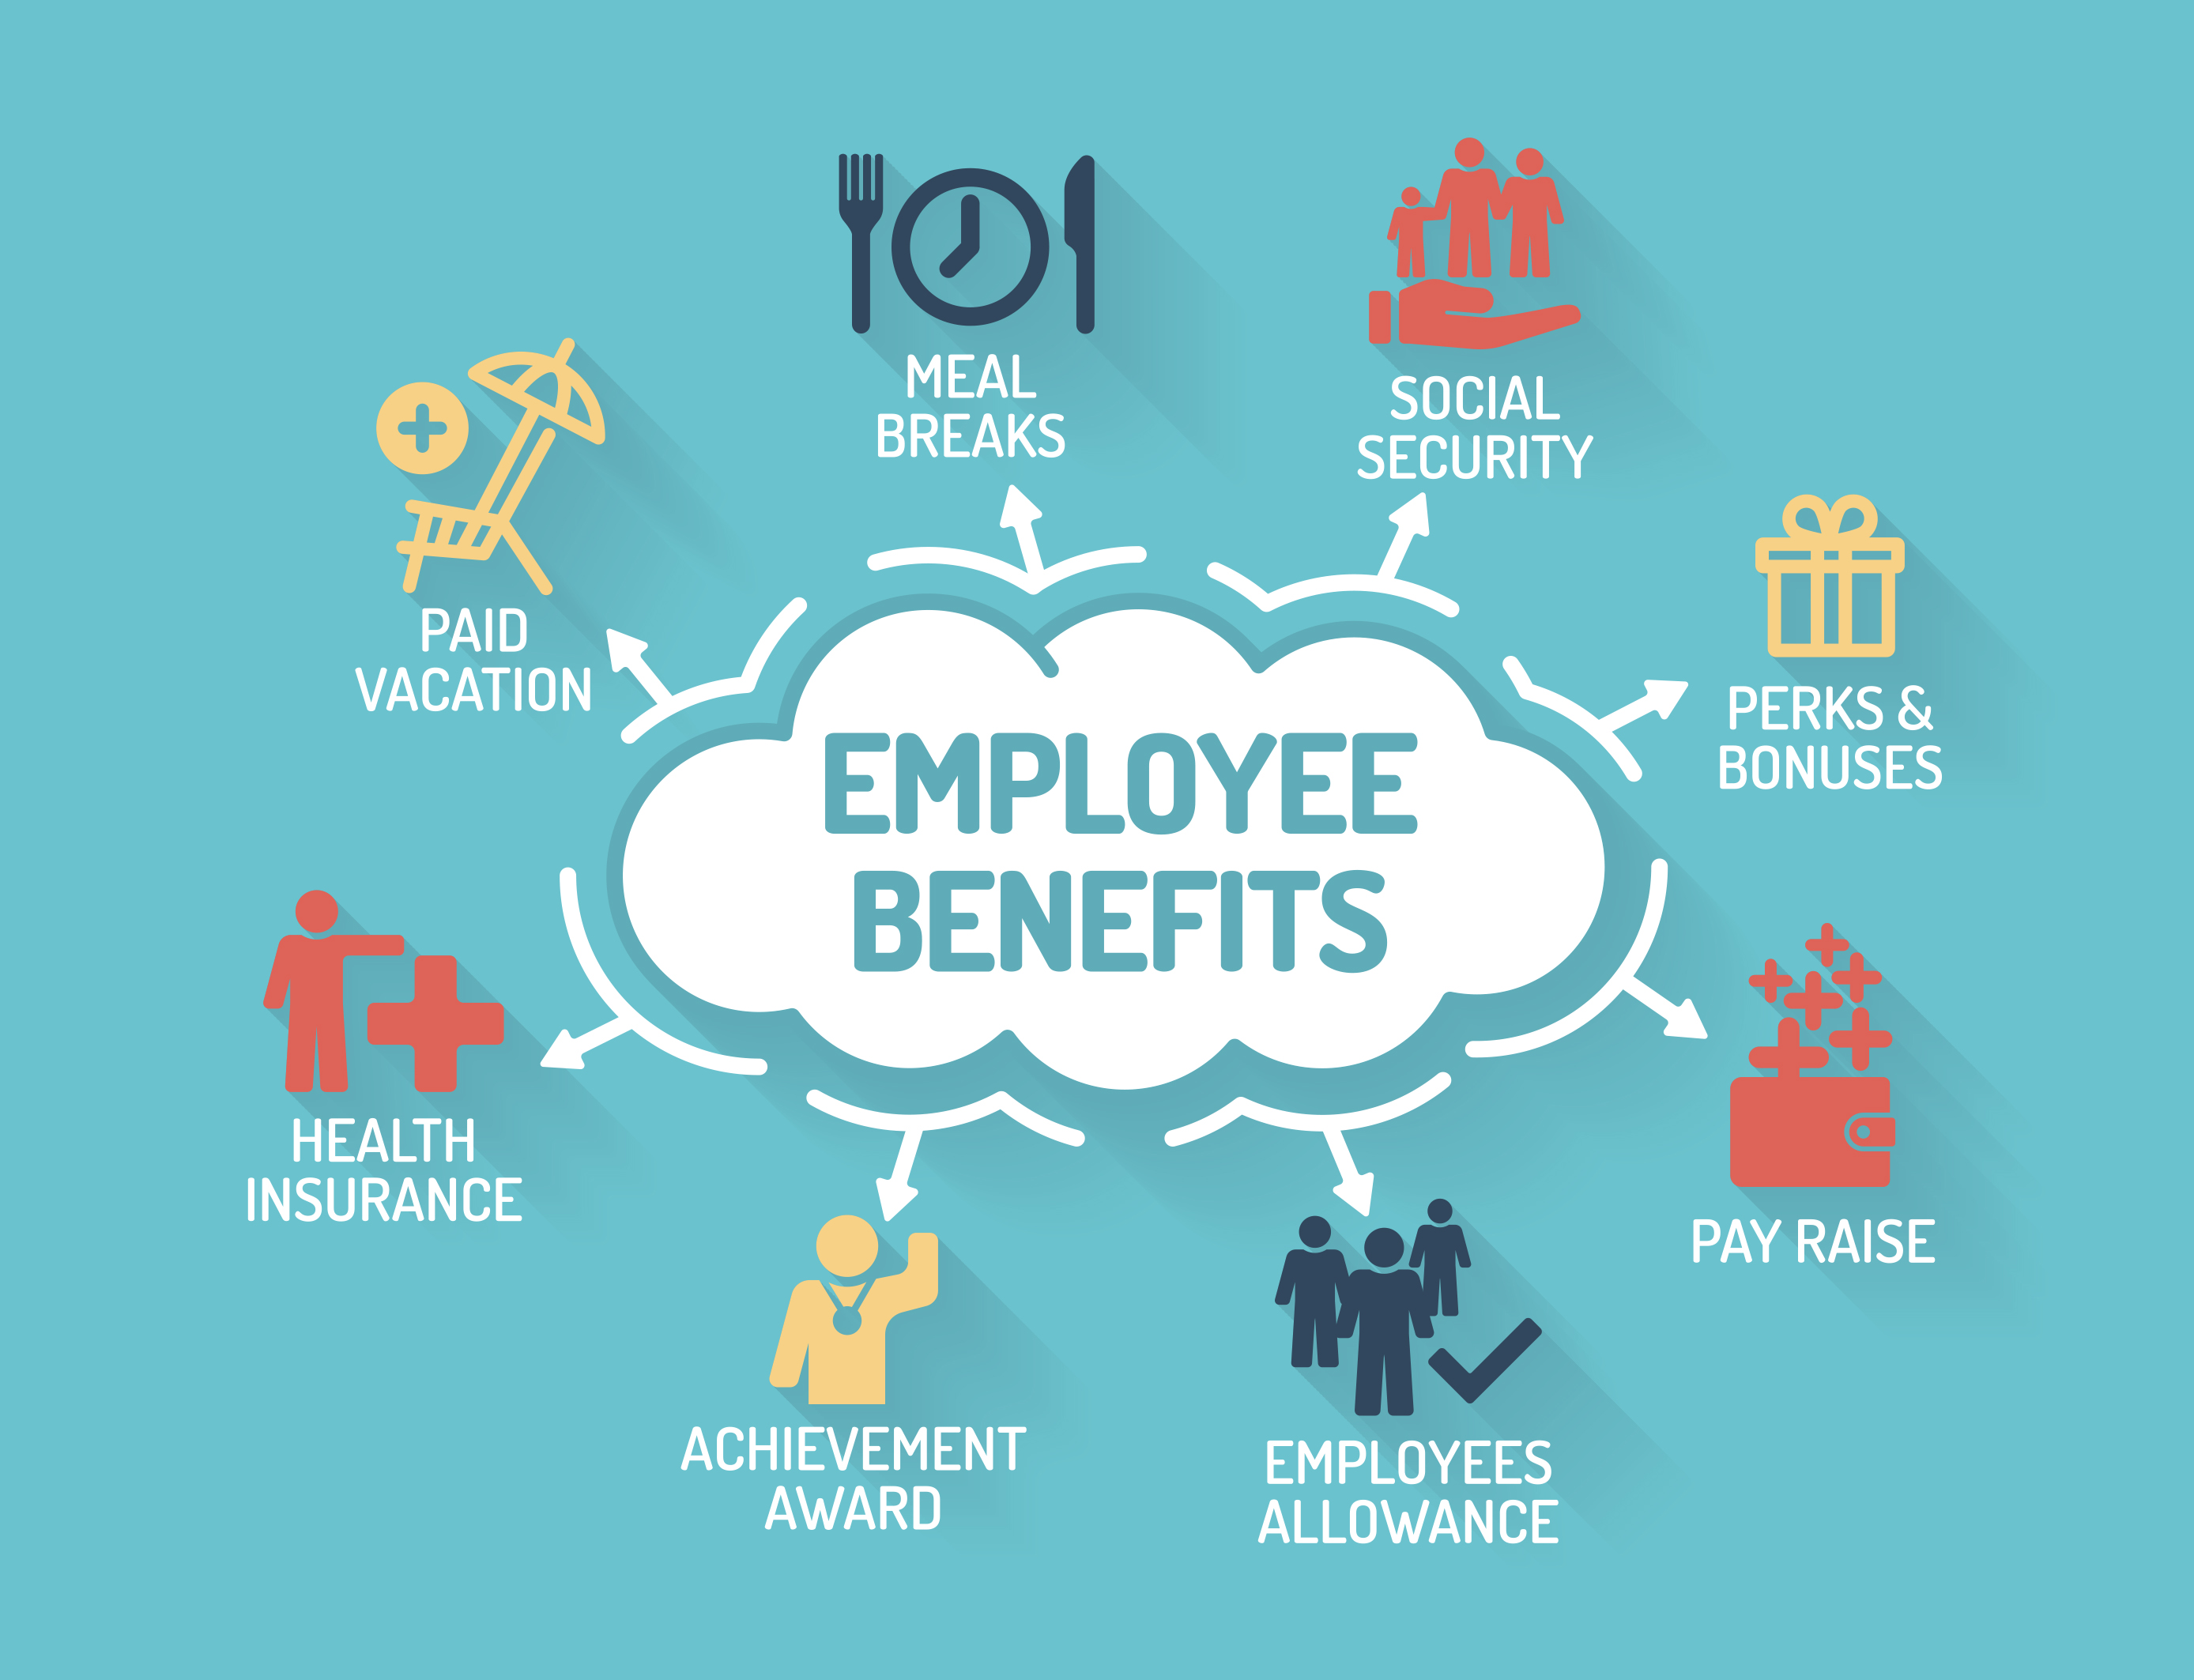 MEAL
BREAKS
SOCIAL
SECURITY
PAID
VACATION
PERKS &
BONUSES
EMPLOYEE
BENEFITS
HEALTH
INSURANCE
PAY RAISE
ACHIEVEMENT
AWARD
EMPLOYEES
ALLOWANCE